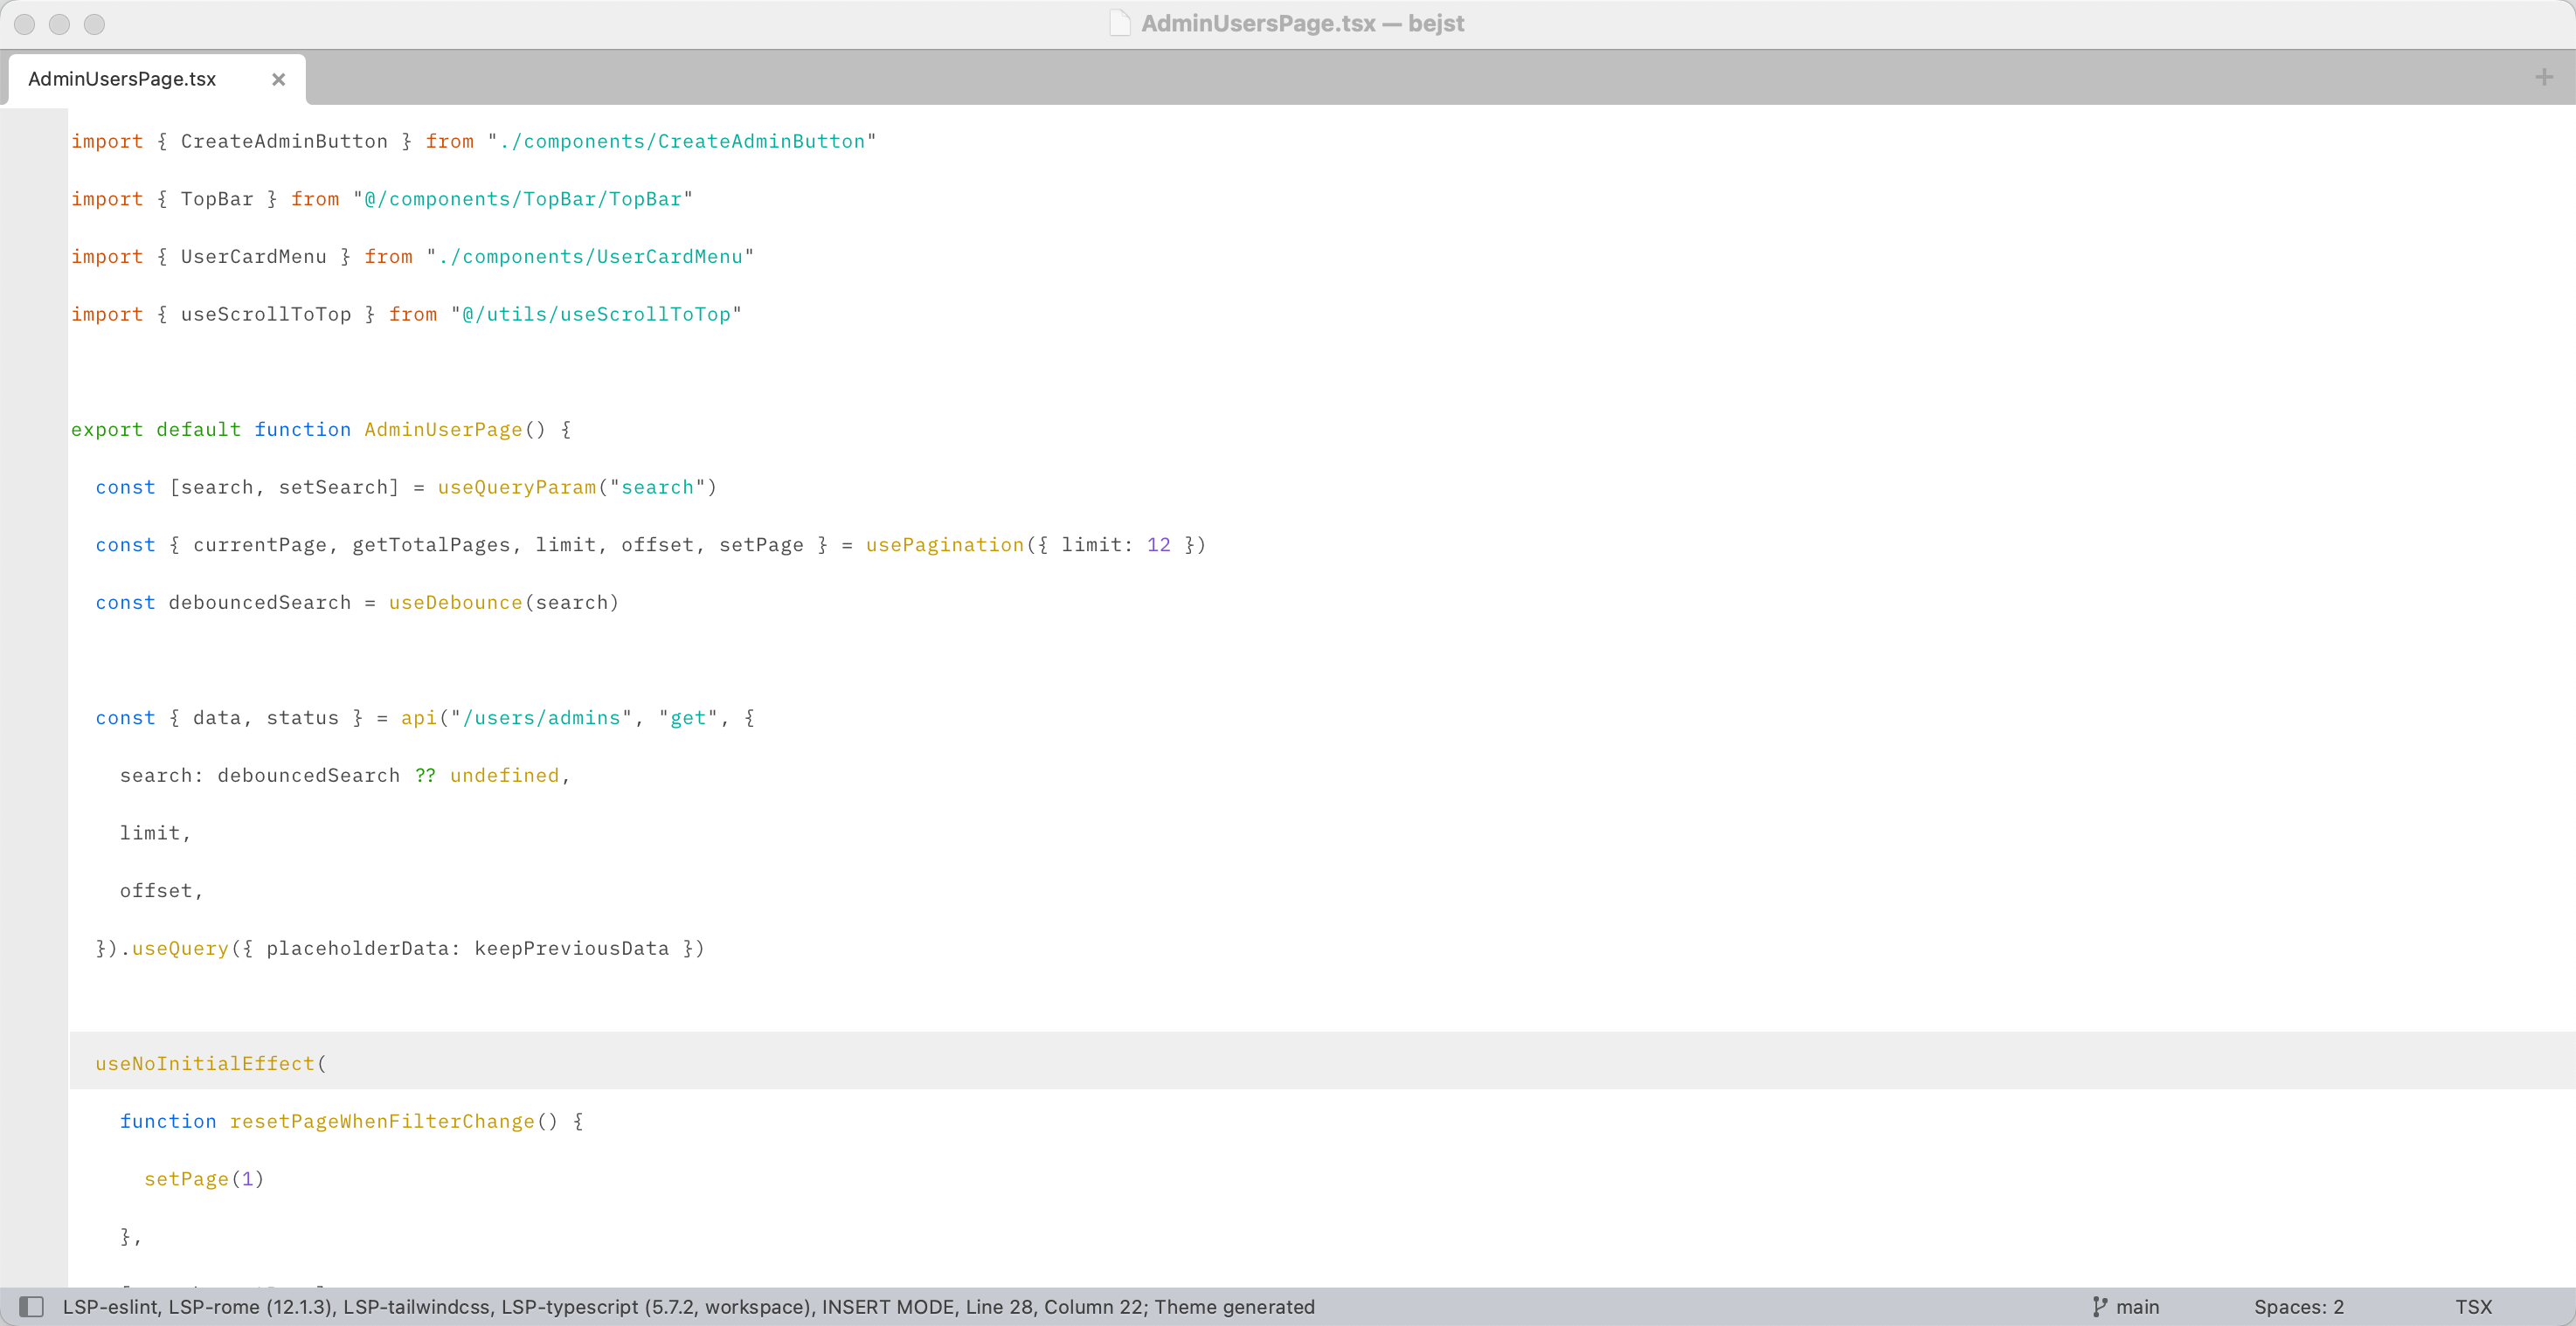 AdminUsersPage.tsx — bejst
AdminUsersPage.tsx
import { CreateAdminButton } from "./components/CreateAdminButton"
import { TopBar } from "@/components/TopBar/TopBar"
import { UserCardMenu } from "./components/UserCardMenu"
import { useScrollToTop } from "@/utils/useScrollToTop"
export default function AdminUserPage() {
const [search, setSearch] = useQueryParam("search")
const { currentPage, getTotalPages, limit, offset, setPage } = usePagination({ limit: 12 })
const debouncedSearch = useDebounce(search)
const { data, status } = api("/users/admins", "get", {
search: debouncedSearch ?? undefined,
limit,
offset,
}).useQuery({ placeholderData: keepPreviousData })
useNoInitialEffect(
function resetPageWhenFilterChange() {
setPage(1)
},
LSP-eslint, LSP-rome (12.1.3), LSP-tailwindcss, LSP-typescript (5.7.2, workspace), INSERT MODE, Line 28, Column 22; Theme generated
main
Spaces: 2
TSX